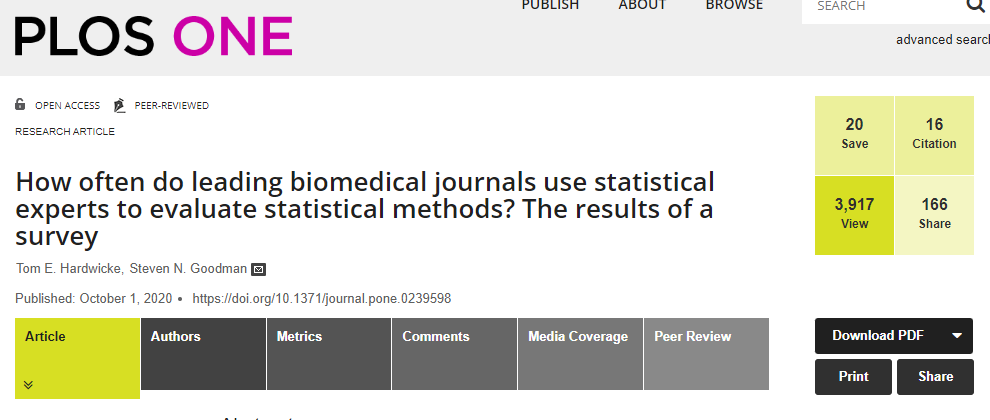 PUBLISH ABOUT BROWSE
SEARCH
PLOS ONE
advanced search
OPEN ACCESS PEER-REVIEWED
RESEARCH ARTICLE
20 Save
16 Citation
3,917 View
166 Share
How often do leading biomedical journals use statistical
experts to evaluate statistical methods? The results of a
survey
Tom E. Hardwicke, Steven N. Goodman
Published: October 1, 2020 • https://doi.org/10.1371/journal.pone.0239598
Article Authors Metrics Comments Media Coverage Peer Review
Download PDF
Print Share